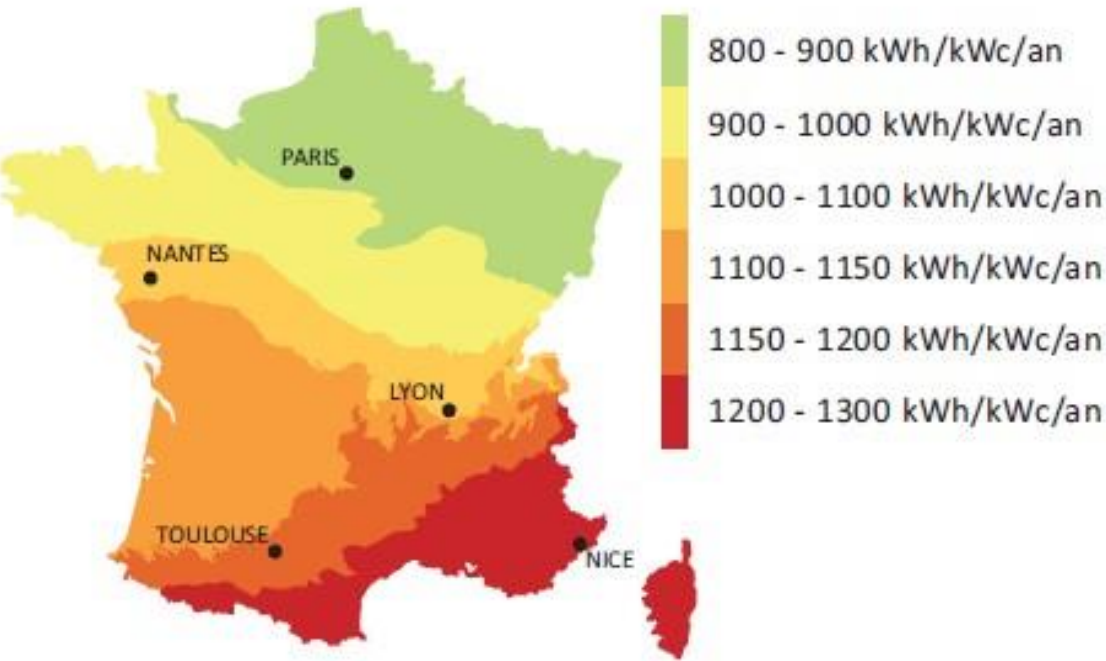 800 - 900 kWh/kWc/an
900 - 1000 kWh/kWc/an
1000 - 1100 kWh/kWc/an
1100 - 1150 kWh/kWc/an
1150 - 1200 kWh/kWc/an
1200 - 1300 kWh/kWc/an
PARIS
NANTES
LYON
TOULOUSE
NICE